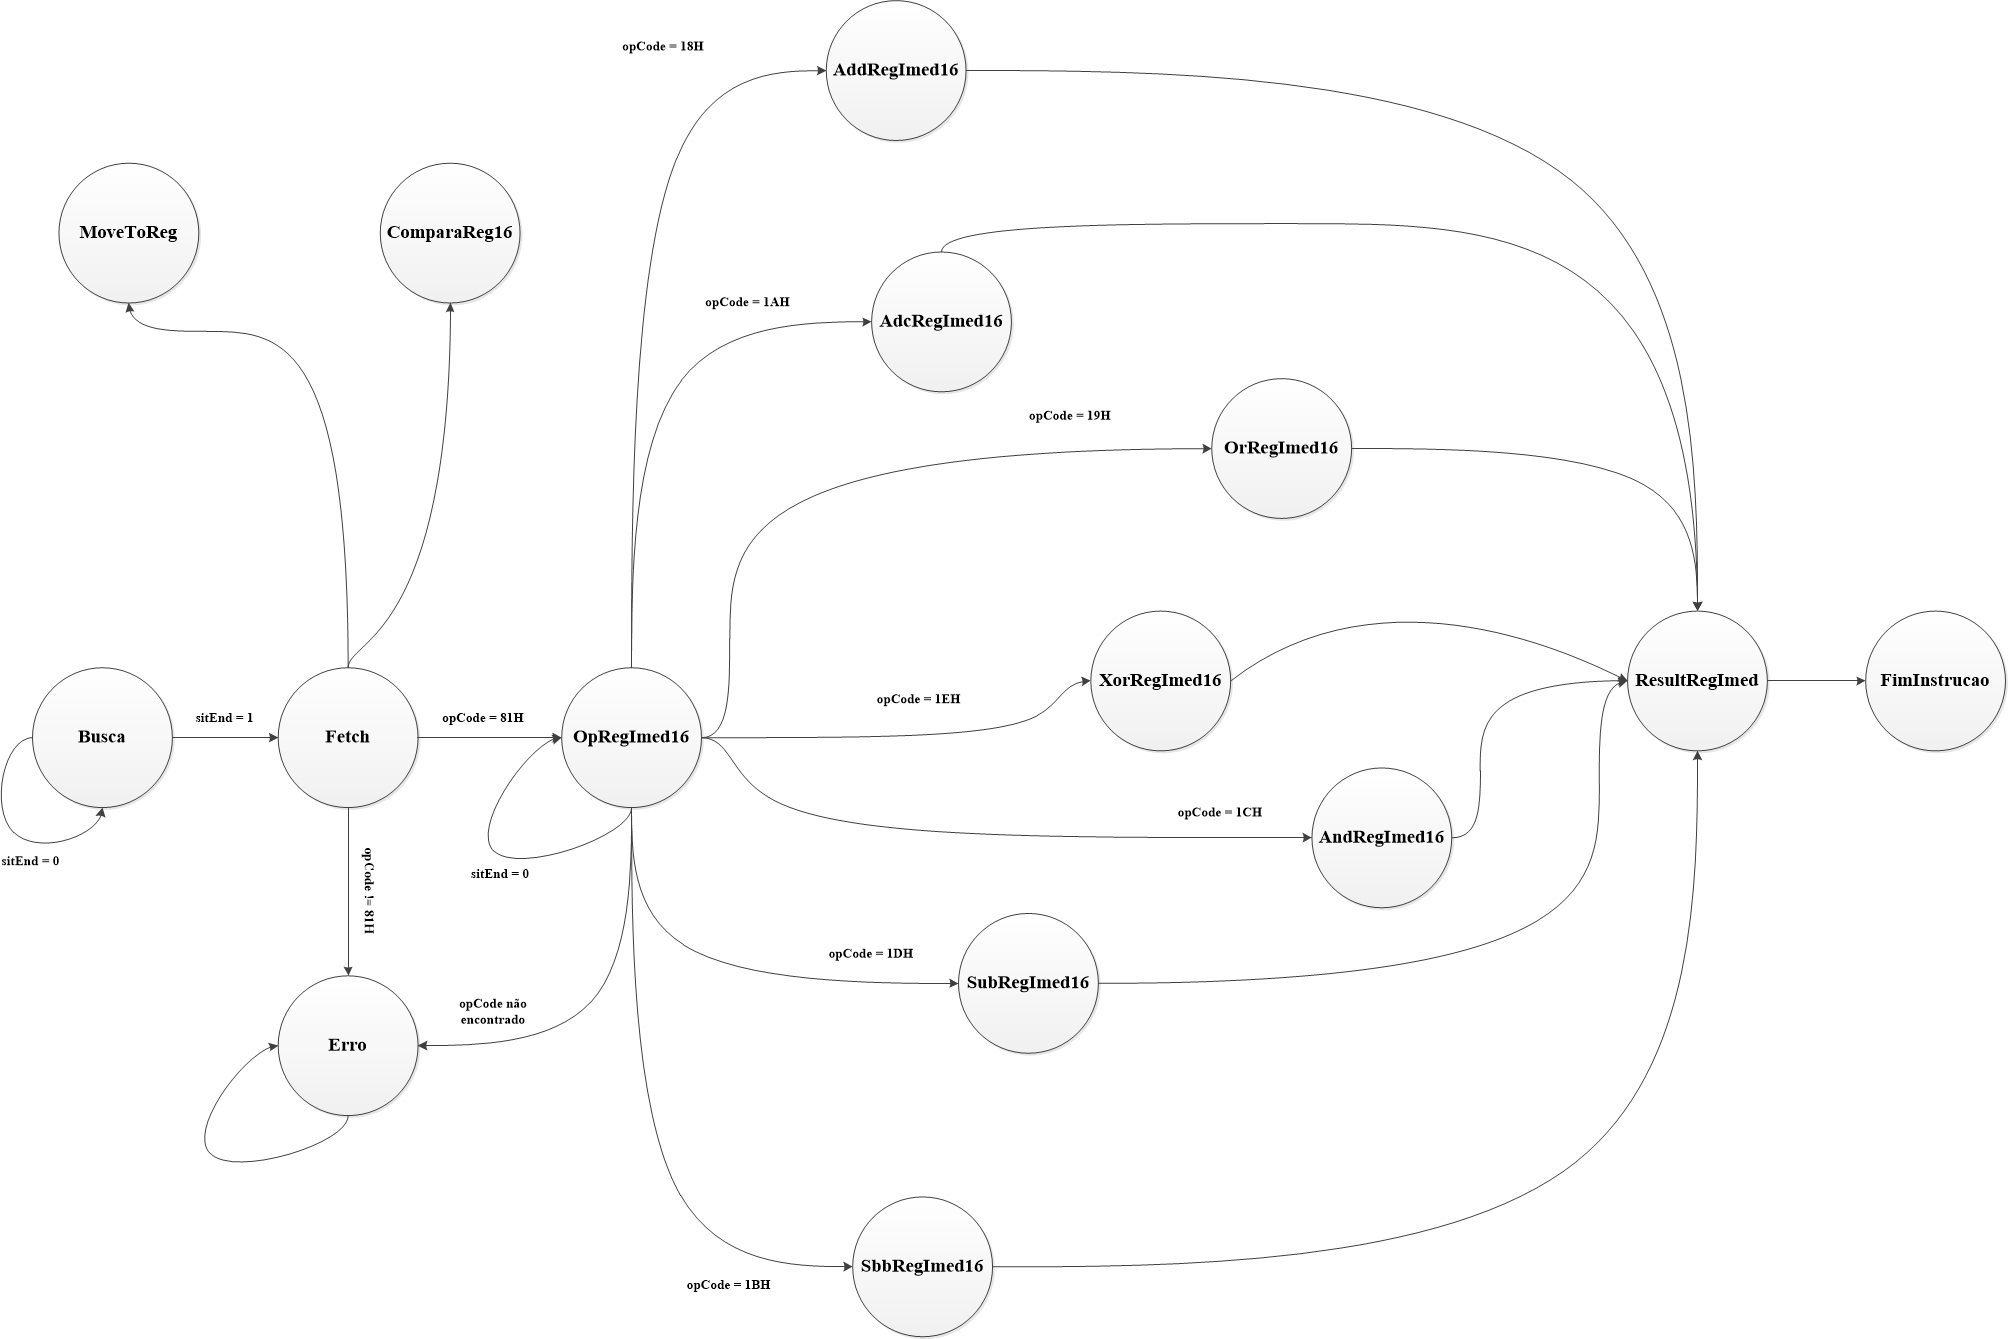 opCode = 18H
AddRegImed16
MoveToReg
ComparaReg16
opCode = 1AH
AdcRegImed16
opCode = 19H
OrRegImed16
opCode = 1EH
XorRegImed16
ResultRegImed
FimInstrucao
Busca
sitEnd = 1
Fetch
opCode = 81H
OpRegImed16
sitEnd = 0
opCode != 81H
sitEnd = 0
opCode = 1CH
AndRegImed16
opCode = 1DH
SubRegImed16
opCode não
encontrado
Erro
opCode = 1BH
SbbRegImed16